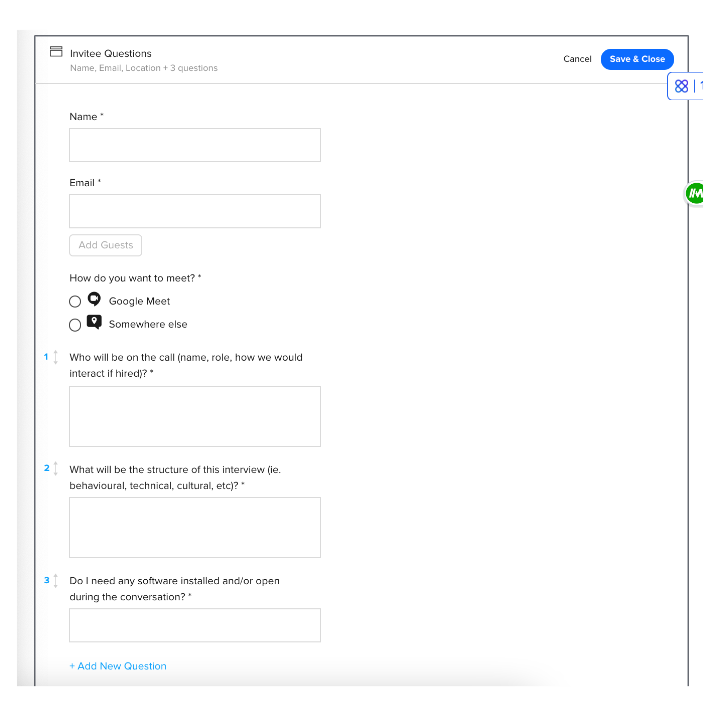 Invitee Questions
Name, Email, Location + 3 questions
Cancel
Save & Close
Name *
Email *
Add Guests
How do you want to meet? *
Google Meet
Somewhere else
1
Who will be on the call (name, role, how we would
interact if hired)? *
2
What will be the structure of this interview (ie.
behavioural, technical, cultural, etc)? *
3
Do I need any software installed and/or open
during the conversation? *
+ Add New Question